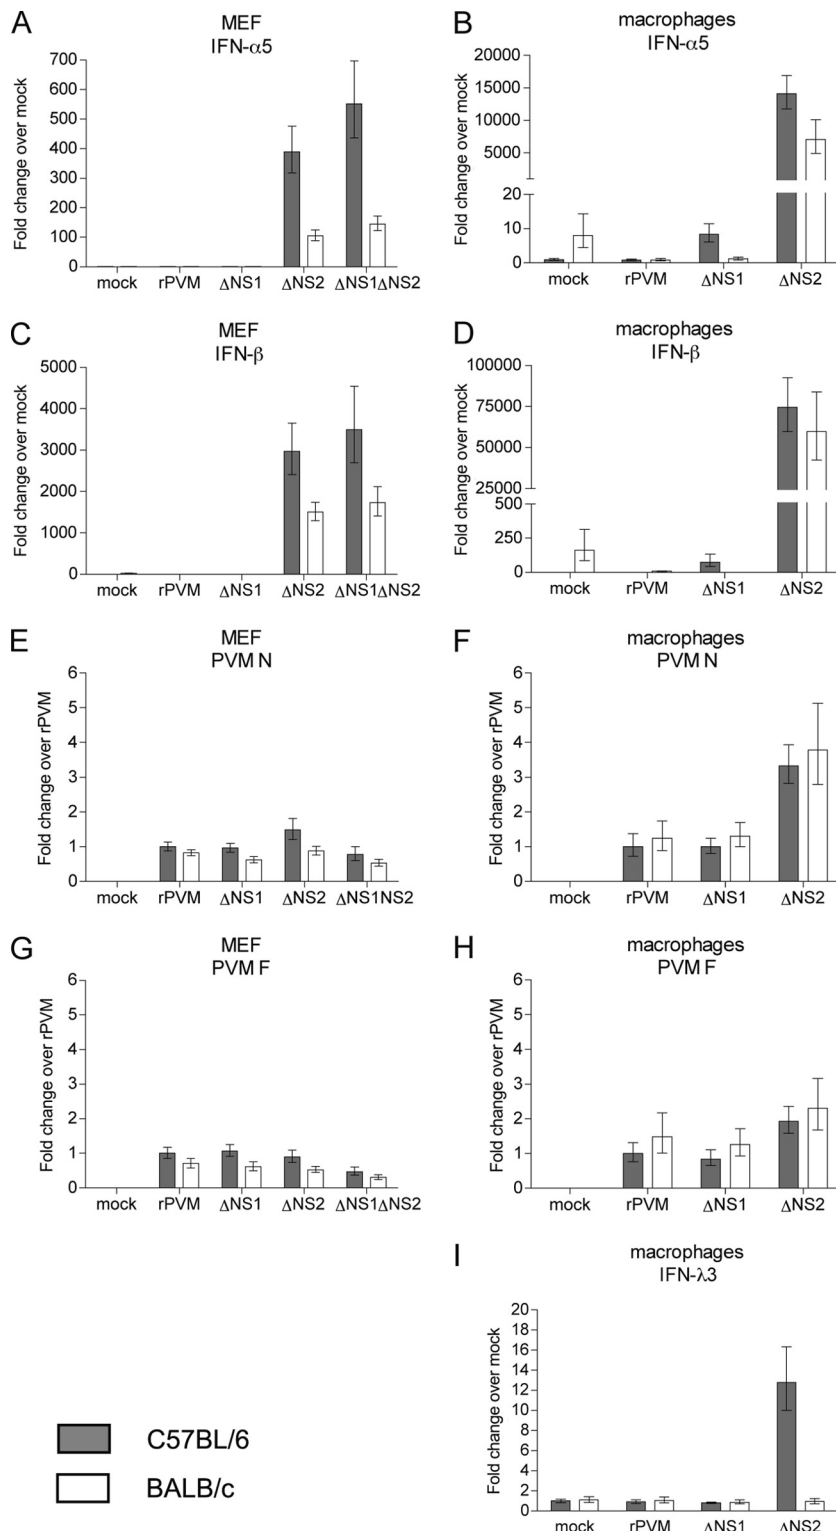 A
MEF
IFN-α5
Fold change over mock
700
600
500
400
300
200
100
0
mock rPVM ΔNS1 ΔNS2 ΔNS1ΔNS2
B
macrophages
IFN-α5
Fold change over mock
20000
15000
10000
5000
20
10
0
mock rPVM ΔNS1 ΔNS2
C
MEF
IFN-β
Fold change over mock
5000
4000
3000
2000
1000
0
mock rPVM ΔNS1 ΔNS2 ΔNS1ΔNS2
D
macrophages
IFN-β
Fold change over mock
100000
75000
50000
25000
500
250
0
mock rPVM ΔNS1 ΔNS2
E
MEF
PVM N
Fold change over rPVM
6
5
4
3
2
1
0
mock rPVM ΔNS1 ΔNS2 ΔNS1NS2
F
macrophages
PVM N
Fold change over rPVM
6
5
4
3
2
1
0
mock rPVM ΔNS1 ΔNS2
G
MEF
PVM F
Fold change over rPVM
6
5
4
3
2
1
0
mock rPVM ΔNS1 ΔNS2 ΔNS1ΔNS2
H
macrophages
PVM F
Fold change over rPVM
6
5
4
3
2
1
0
mock rPVM ΔNS1 ΔNS2
I
macrophages
IFN-λ3
Fold change over mock
20
18
16
14
12
10
8
6
4
2
0
mock rPVM ΔNS1 ΔNS2
C57BL/6
BALB/c